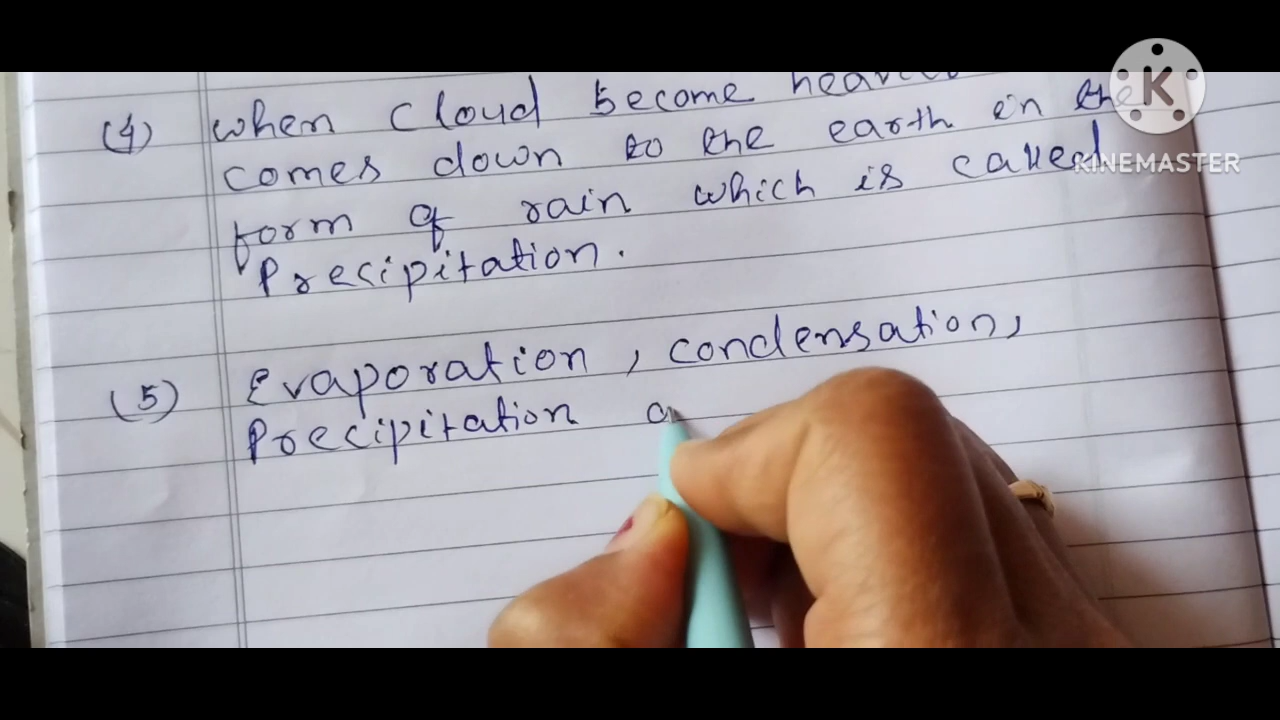 (4) When cloud become
comes down to the earth in the
form of rain which is called
Precipitation.
(5) Evaporation, condensation,
Precipitation
K
KINEMASTER